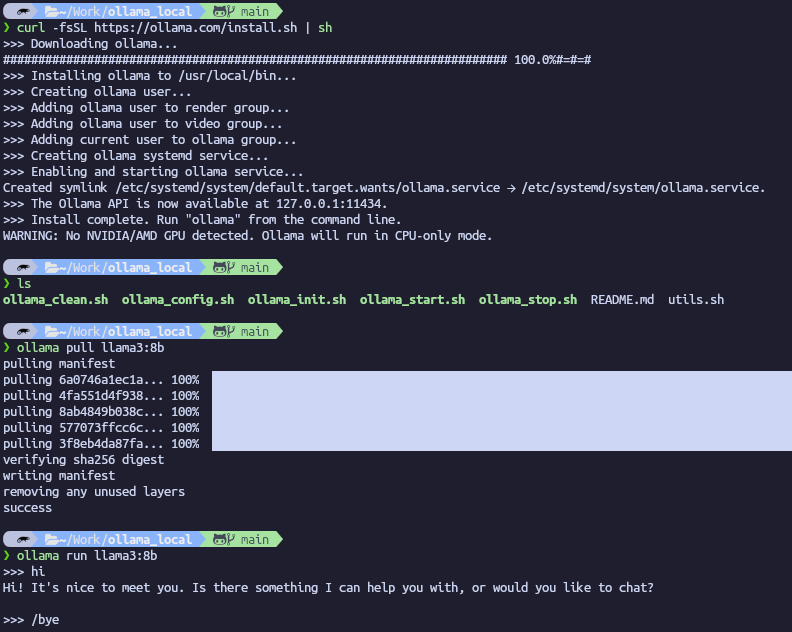 ~/Work/ollama_local main
❯ curl -fsSL https://ollama.com/install.sh | sh
>>> Downloading ollama...
######################################################################## 100.0%#=#=#
>>> Installing ollama to /usr/local/bin...
>>> Creating ollama user...
>>> Adding ollama user to render group...
>>> Adding ollama user to video group...
>>> Adding current user to ollama group...
>>> Creating ollama systemd service...
>>> Enabling and starting ollama service...
Created symlink /etc/systemd/system/default.target.wants/ollama.service → /etc/systemd/system/ollama.service.
>>> The Ollama API is now available at 127.0.0.1:11434.
>>> Install complete. Run "ollama" from the command line.
WARNING: No NVIDIA/AMD GPU detected. Ollama will run in CPU-only mode.
~/Work/ollama_local main
❯ ls
ollama_clean.sh ollama_config.sh ollama_init.sh ollama_start.sh ollama_stop.sh README.md utils.sh
~/Work/ollama_local main
❯ ollama pull llama3:8b
pulling manifest
pulling 6a0746a1ec1a... 100%
pulling 4fa551d4f938... 100%
pulling 8ab4849b038c... 100%
pulling 577073ffcc6c... 100%
pulling 3f8eb4da87fa... 100%
verifying sha256 digest
writing manifest
removing any unused layers
success
~/Work/ollama_local main
❯ ollama run llama3:8b
>>> hi
Hi! It's nice to meet you. Is there something I can help you with, or would you like to chat?
>>> /bye